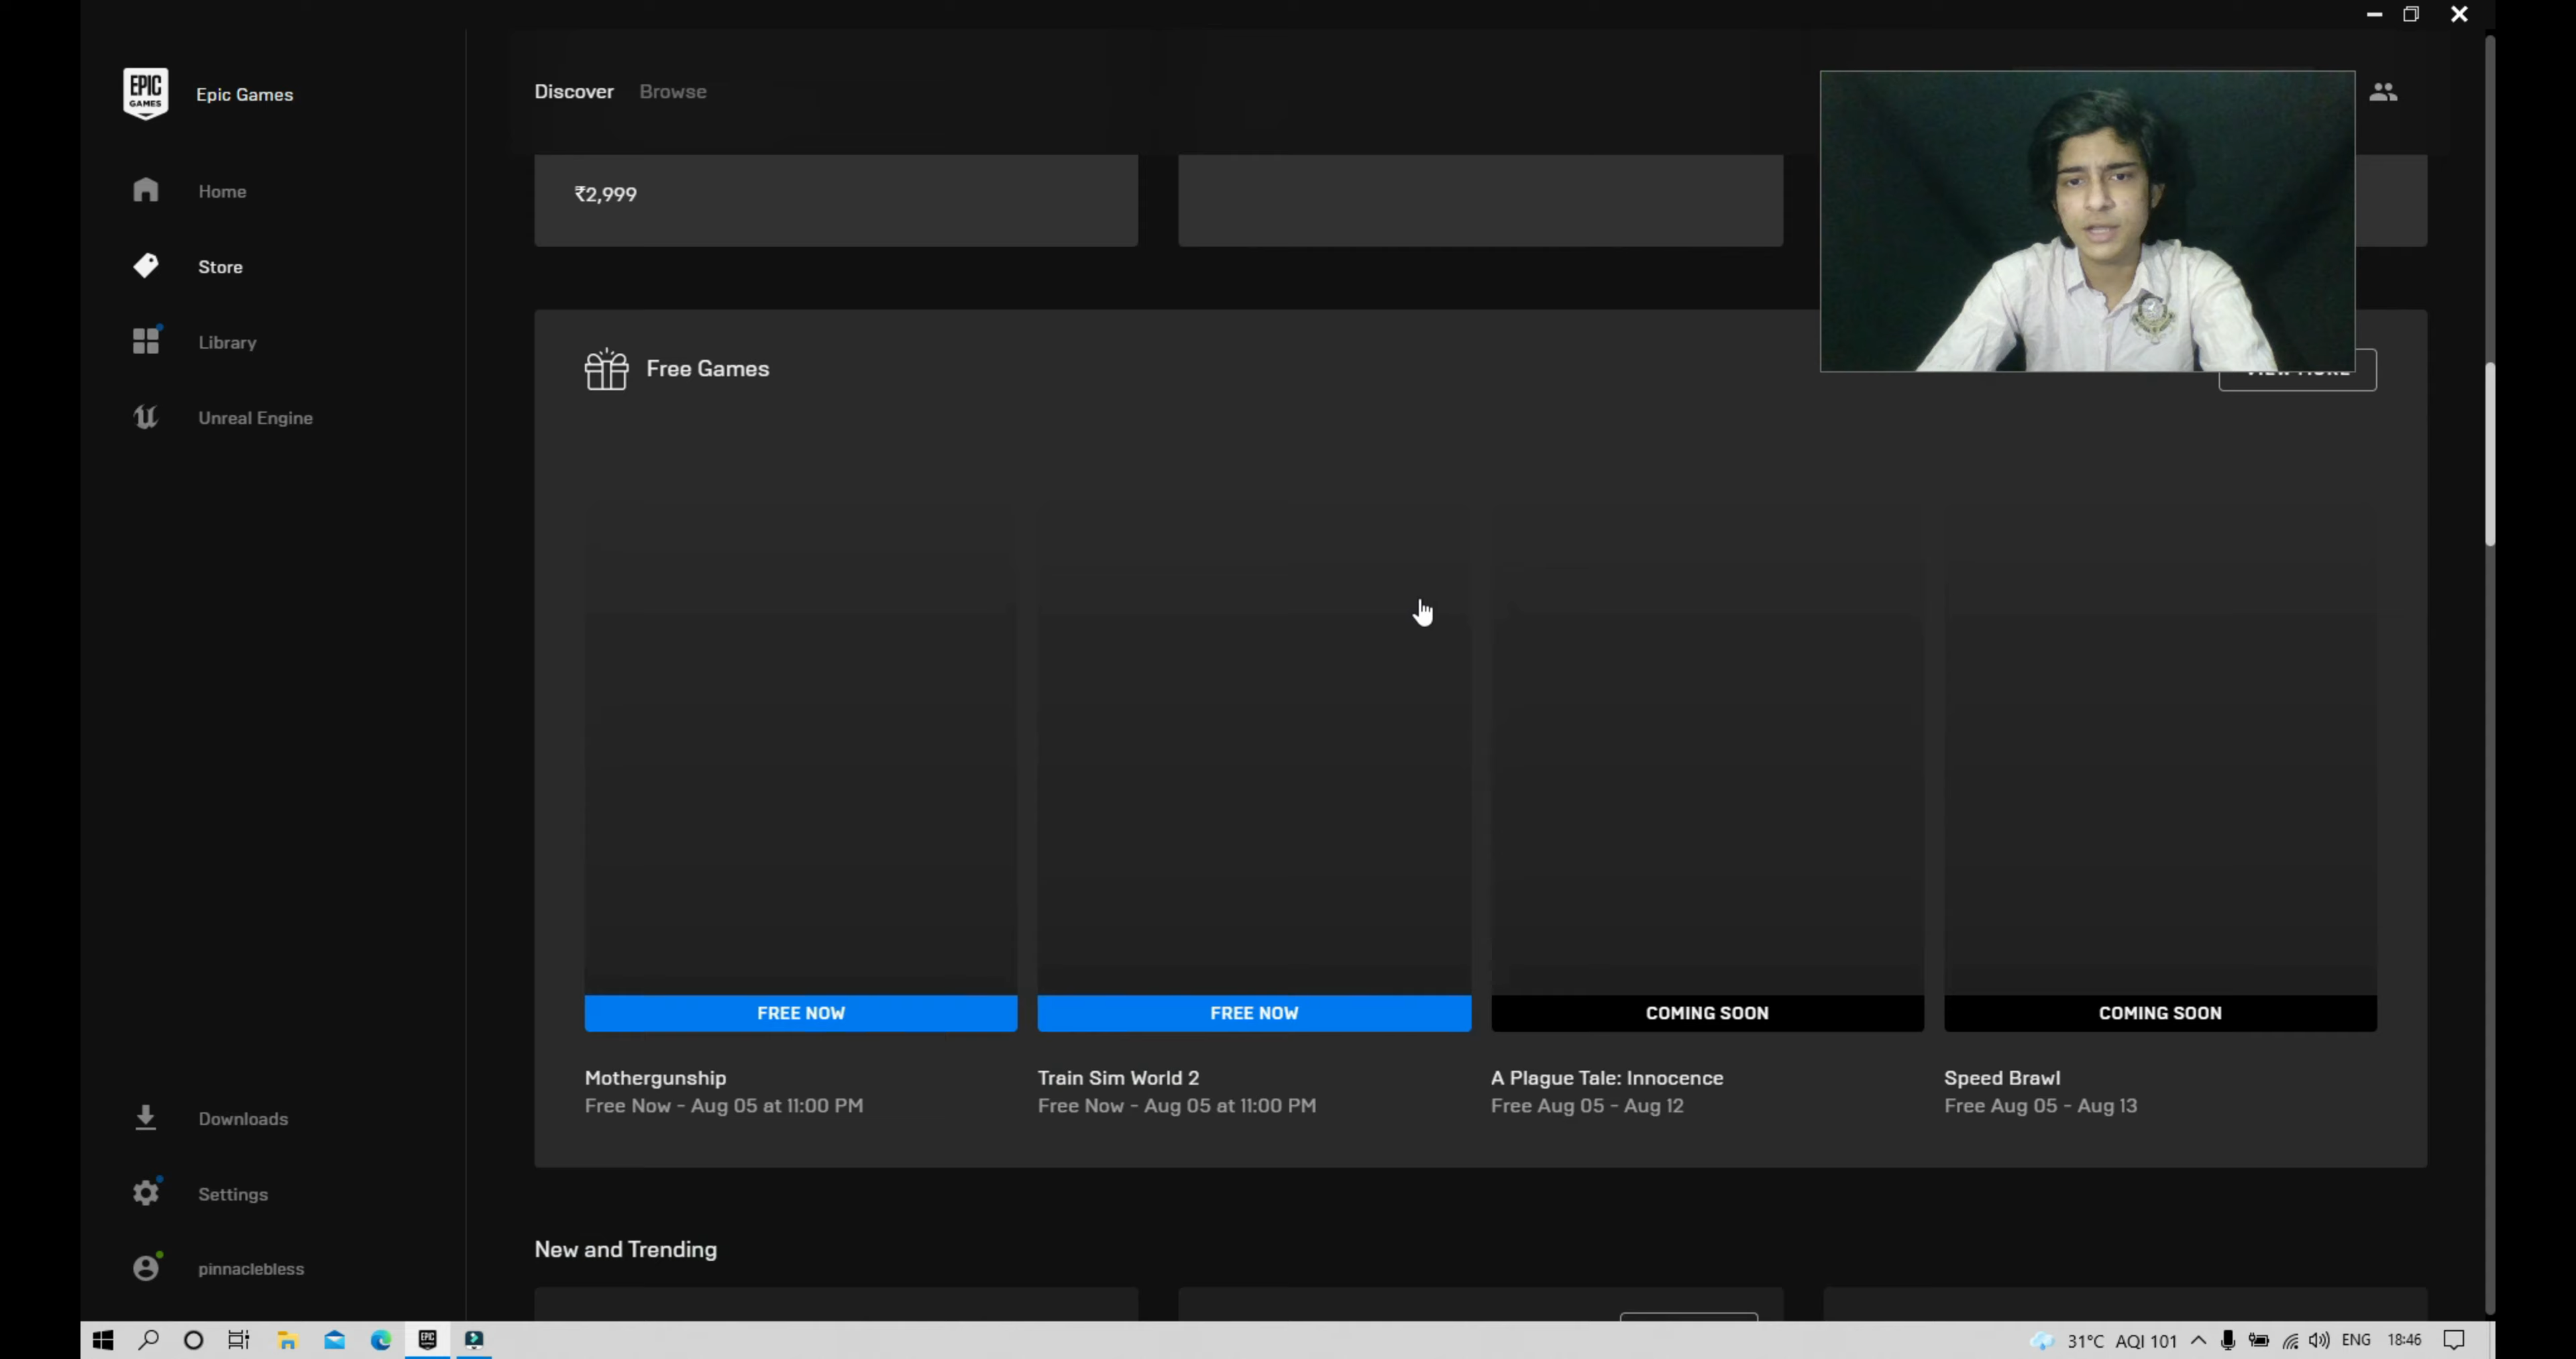 EPIC
GAMES
Epic Games
Discover
Browse
Home
Store
Library
Unreal Engine
₹2,999
Free Games
FREE NOW
FREE NOW
COMING SOON
COMING SOON
Mothergunship
Free Now - Aug 05 at 11:00 PM
Train Sim World 2
Free Now - Aug 05 at 11:00 PM
A Plague Tale: Innocence
Free Aug 05 - Aug 12
Speed Brawl
Free Aug 05 - Aug 13
New and Trending
Downloads
Settings
pinnaclebless
EPIC
31°C AQI 101
ENG
18:46